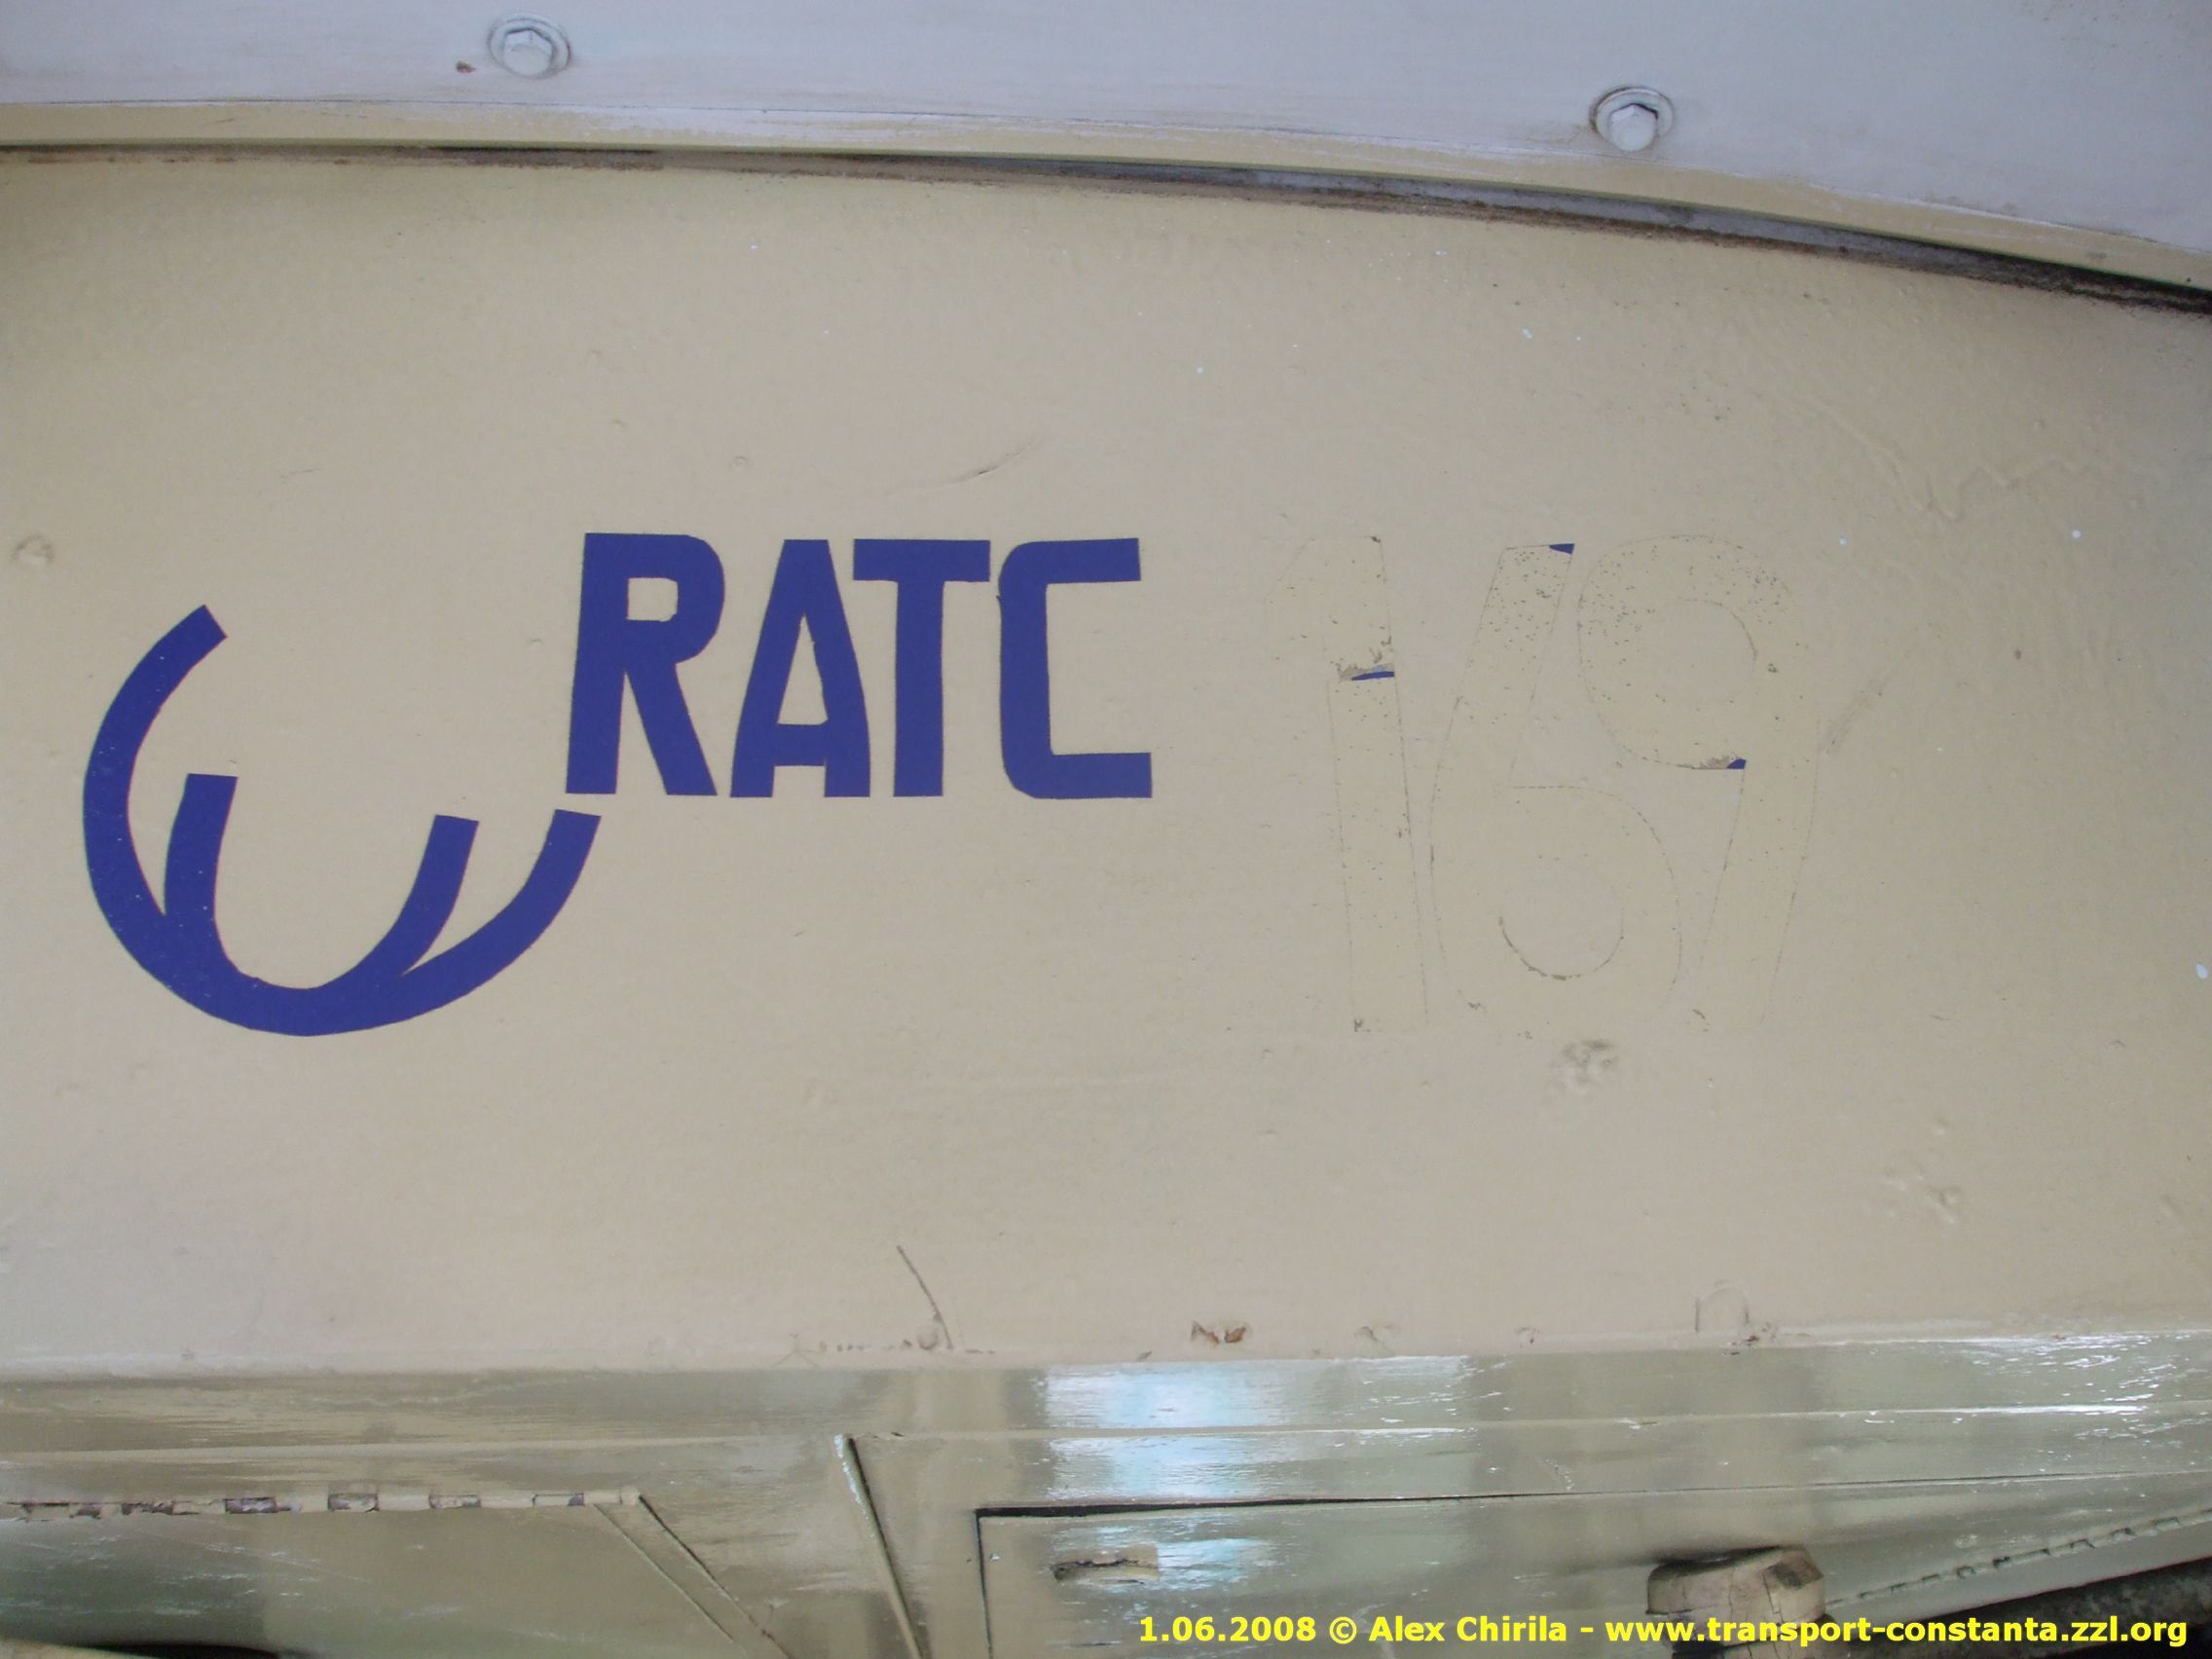 RATC 169
1.06.2008 © Alex Chirila - www.transport-constanta.zzl.org